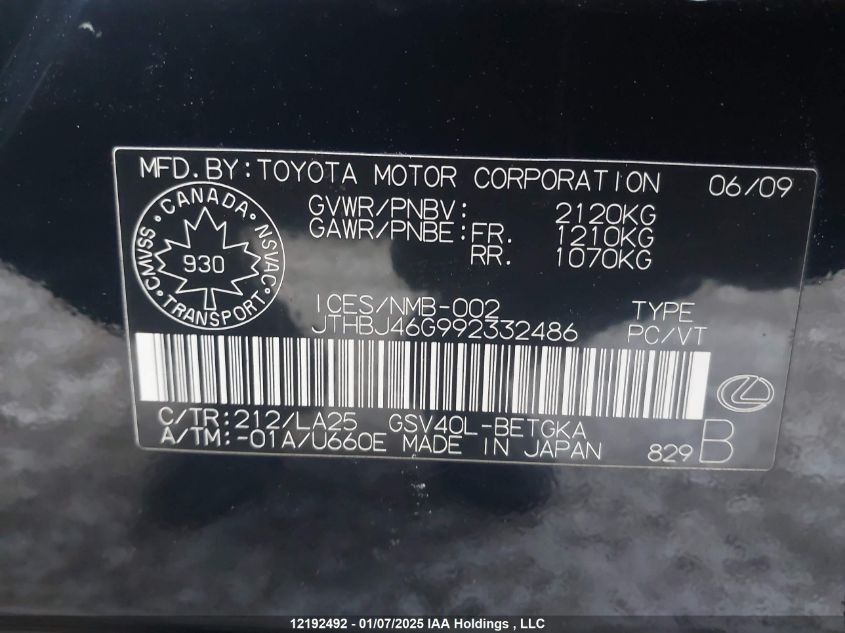 MFD.BY:TOYOTA MOTOR CORPORATION 06/09
GVWR/PNBV: 2120KG
GAWR/PNBE:FR. 1210KG
RR. 1070KG
CANADA
CMVSS 930 NSVAC
TRANSPORT
ICES/NMB-002 TYPE
JTHBJ46G992332486 PC/VT
C/TR:212/LA25 GSV40L-BETGKA
A/TM:-01A/U660E MADE IN JAPAN 829 B
12192492 - 01/07/2025 IAA Holdings , LLC